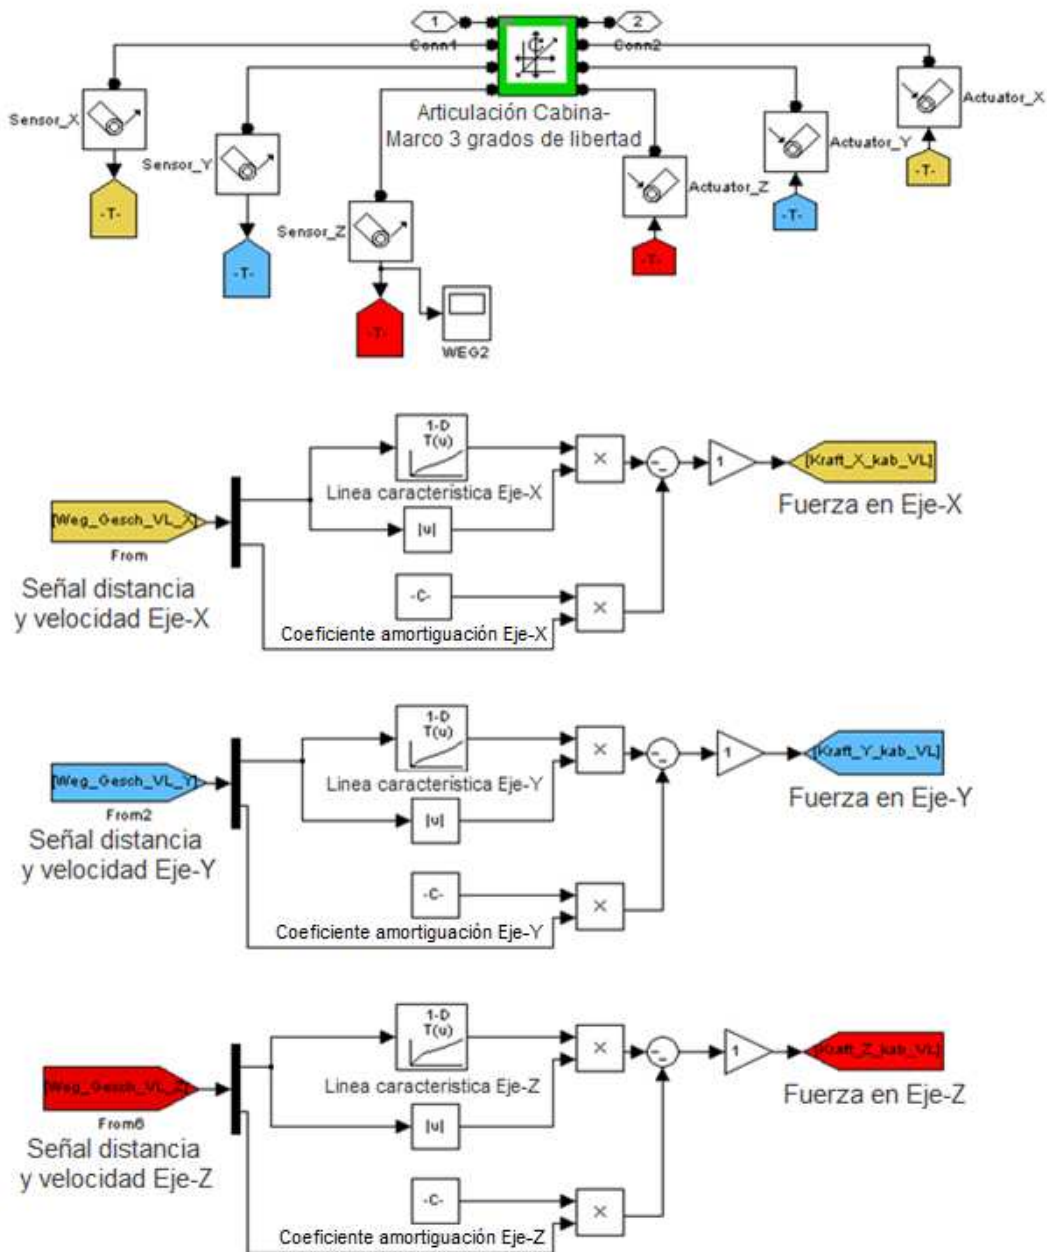 1
2
Conn1
Conn2
C
Sensor_X
Actuator_X
Articulación Cabina-
Marco 3 grados de libertad
Sensor_Y
Actuator_Y
Sensor_Z
Actuator_Z
-T-
-T-
-T-
-T-
-T-
-T-
WEG2
1-D
T(u)
Linea característica Eje-X
×
-
-
1
[Kraft_X_kab_VL]
Fuerza en Eje-X
[Weg_Gesch_VL_X]
From
|u|
Señal distancia
y velocidad Eje-X
-C-
×
Coeficiente amortiguación Eje-X
1-D
T(u)
Linea característica Eje-Y
×
-
-
1
[Kraft_Y_kab_VL]
Fuerza en Eje-Y
[Weg_Gesch_VL_Y]
From2
|u|
Señal distancia
y velocidad Eje-Y
-C-
×
Coeficiente amortiguación Eje-Y
1-D
T(u)
Linea característica Eje-Z
×
-
-
1
[Kraft_Z_kab_VL]
Fuerza en Eje-Z
[Weg_Gesch_VL_Z]
From6
|u|
Señal distancia
y velocidad Eje-Z
-C-
×
Coeficiente amortiguación Eje-Z